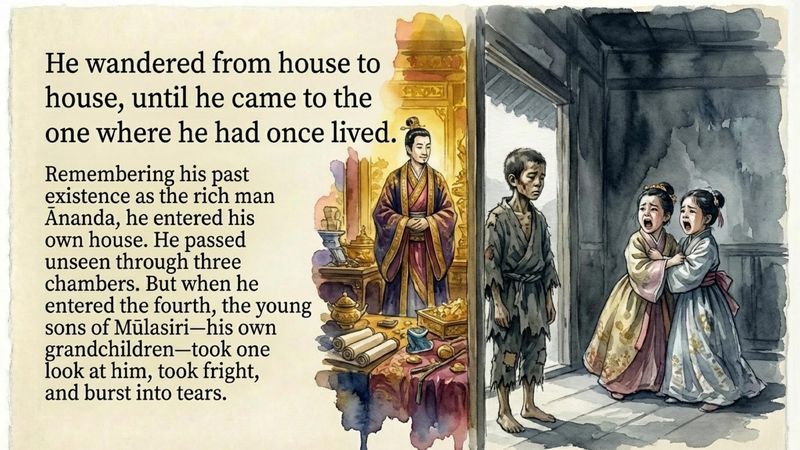 He wandered from house to
house, until he came to the
one where he had once lived.
Remembering his past
existence as the rich man
Ānanda, he entered his
own house. He passed
unseen through three
chambers. But when he
entered the fourth, the young
sons of Mūlasiri—his own
grandchildren—took one
look at him, took fright,
and burst into tears.